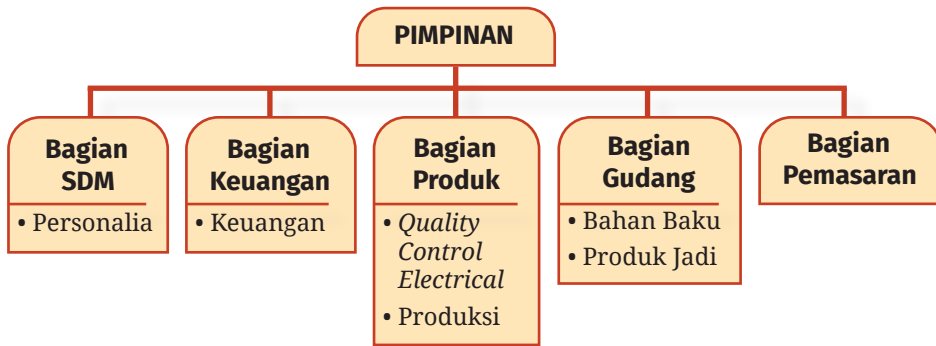 PIMPINAN
Bagian
SDM
• Personalia
Bagian
Keuangan
• Keuangan
Bagian
Produk
• Quality
Control
Electrical
• Produksi
Bagian
Gudang
• Bahan Baku
• Produk Jadi
Bagian
Pemasaran